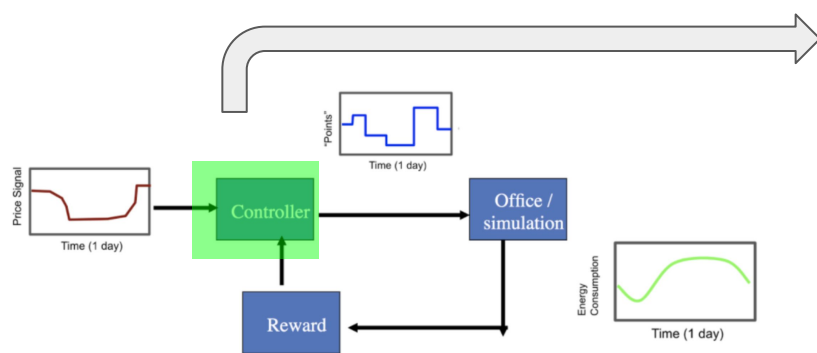 "Points"
Time (1 day)
Price Signal
Time (1 day)
Controller
Office /
simulation
Reward
Energy
Consumption
Time (1 day)